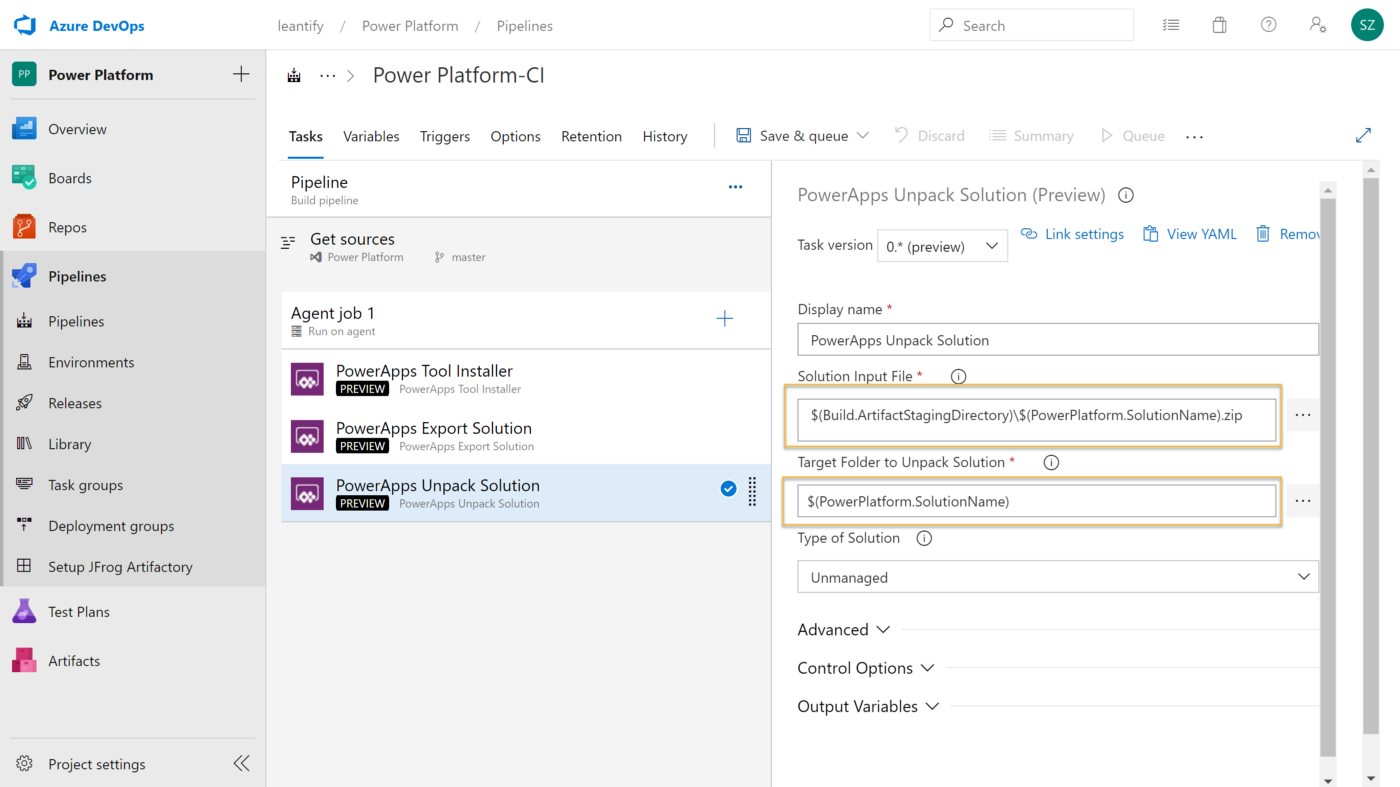 Azure DevOps
leantify / Power Platform / Pipelines
Search
SZ
PP Power Platform
Overview
Boards
Repos
Pipelines
Pipelines
Environments
Releases
Library
Task groups
Deployment groups
Setup JFrog Artifactory
Test Plans
Artifacts
Project settings
... > Power Platform-CI
Tasks Variables Triggers Options Retention History
Save & queue Discard Summary Queue ...
Pipeline
Build pipeline
Get sources
Power Platform master
Agent job 1
Run on agent
PowerApps Tool Installer
PREVIEW PowerApps Tool Installer
PowerApps Export Solution
PREVIEW PowerApps Export Solution
PowerApps Unpack Solution
PREVIEW PowerApps Unpack Solution
PowerApps Unpack Solution (Preview)
Task version 0.* (preview) Link settings View YAML Remov
Display name *
PowerApps Unpack Solution
Solution Input File *
$(Build.ArtifactStagingDirectory)\$(PowerPlatform.SolutionName).zip
Target Folder to Unpack Solution *
$(PowerPlatform.SolutionName)
Type of Solution
Unmanaged
Advanced
Control Options
Output Variables